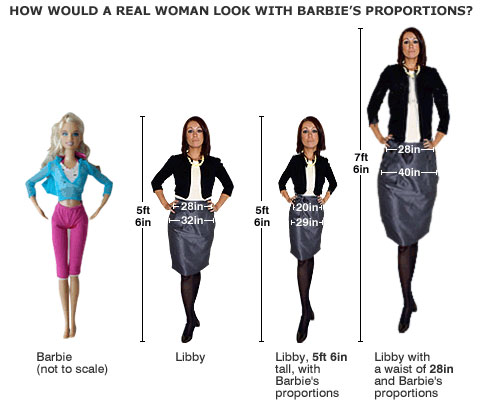 HOW WOULD A REAL WOMAN LOOK WITH BARBIE'S PROPORTIONS?
5ft
6in
28in
32in
5ft
6in
20in
29in
7ft
6in
28in
40in
Barbie
(not to scale)
Libby
Libby, 5ft 6in
tall, with
Barbie's
proportions
Libby with
a waist of 28in
and Barbie's
proportions